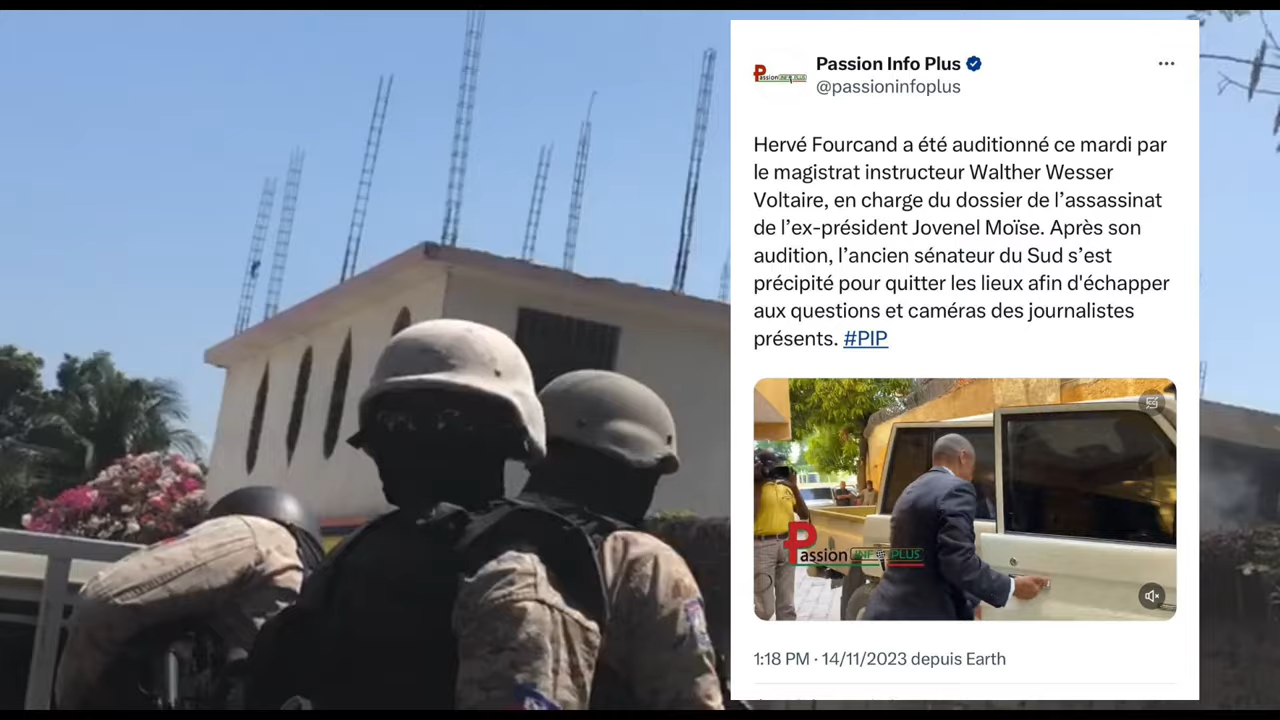 Passion Info Plus
@passioninfoplus
Hervé Fourcand a été auditionné ce mardi par
le magistrat instructeur Walther Wesser
Voltaire, en charge du dossier de l’assassinat
de l’ex-président Jovenel Moïse. Après son
audition, l’ancien sénateur du Sud s’est
précipité pour quitter les lieux afin d'échapper
aux questions et caméras des journalistes
présents. #PIP
Passion INFO PLUS
1:18 PM · 14/11/2023 depuis Earth